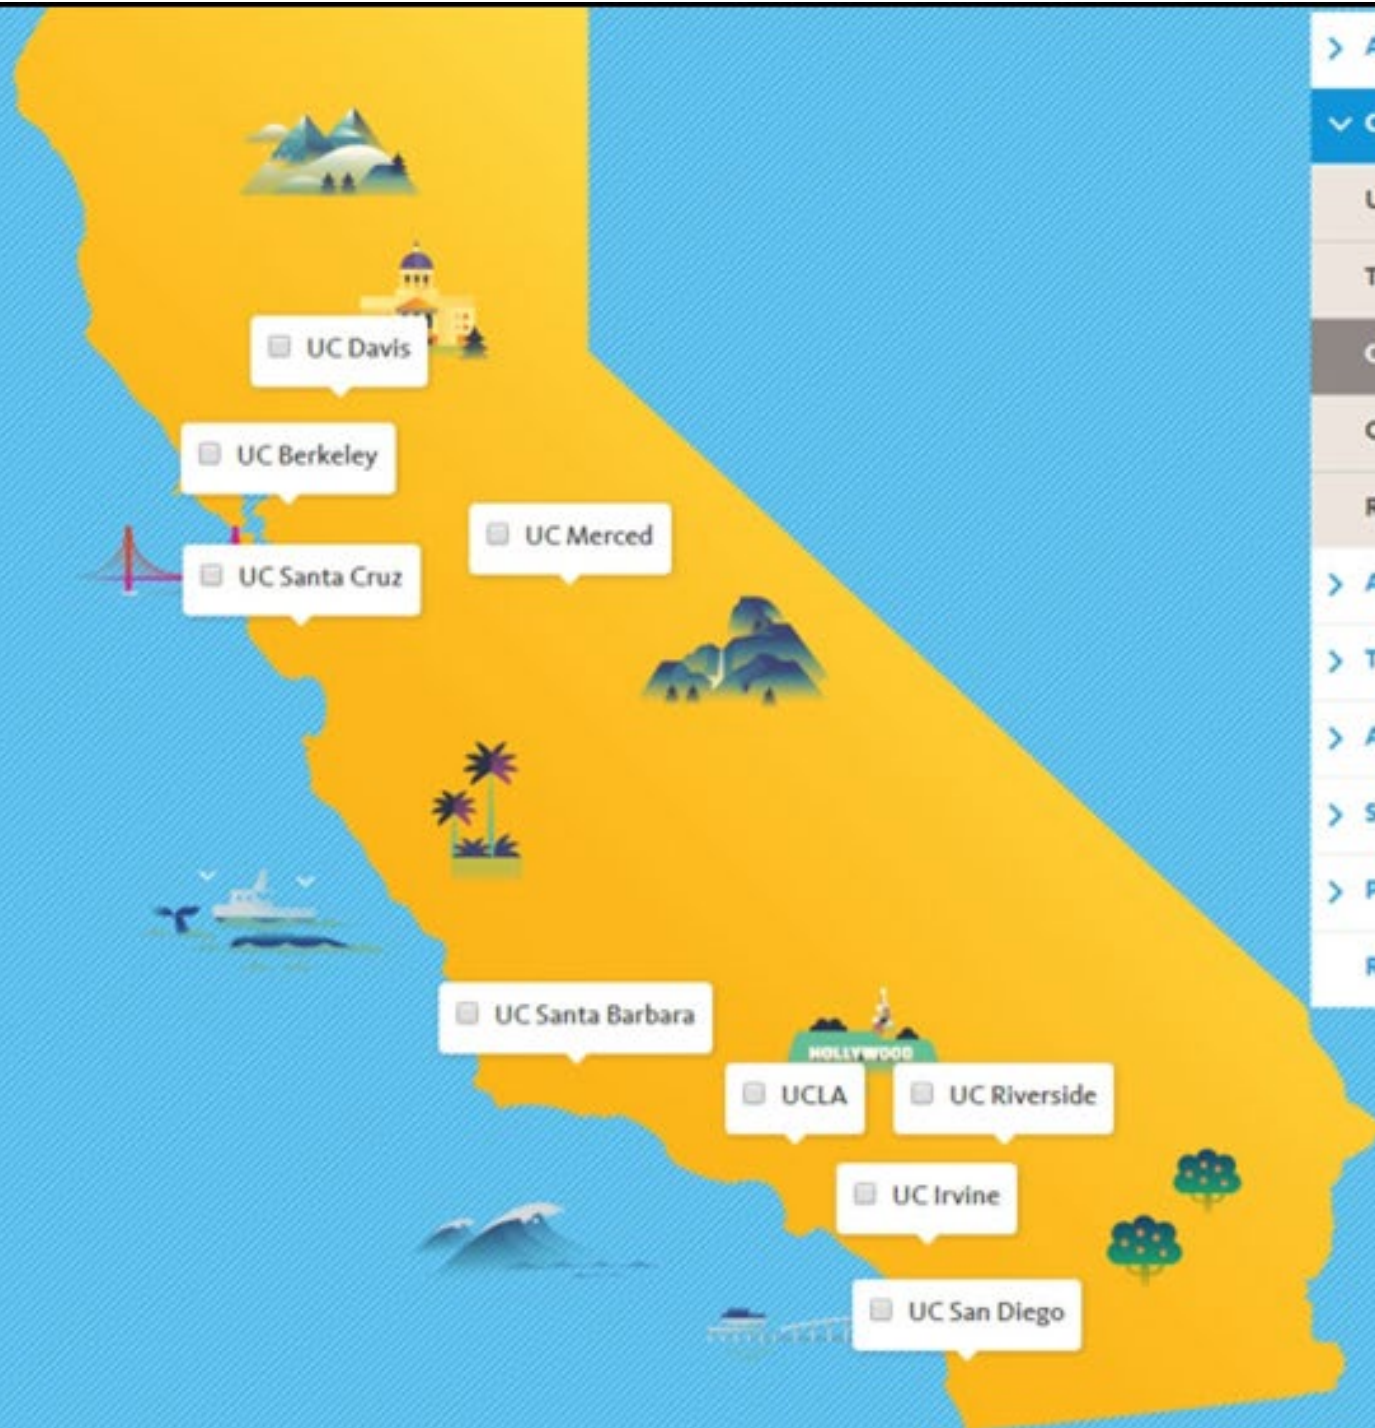 UC Davis
UC Berkeley
UC Merced
UC Santa Cruz
UC Santa Barbara
HOLLYWOOD
UCLA
UC Riverside
UC Irvine
UC San Diego